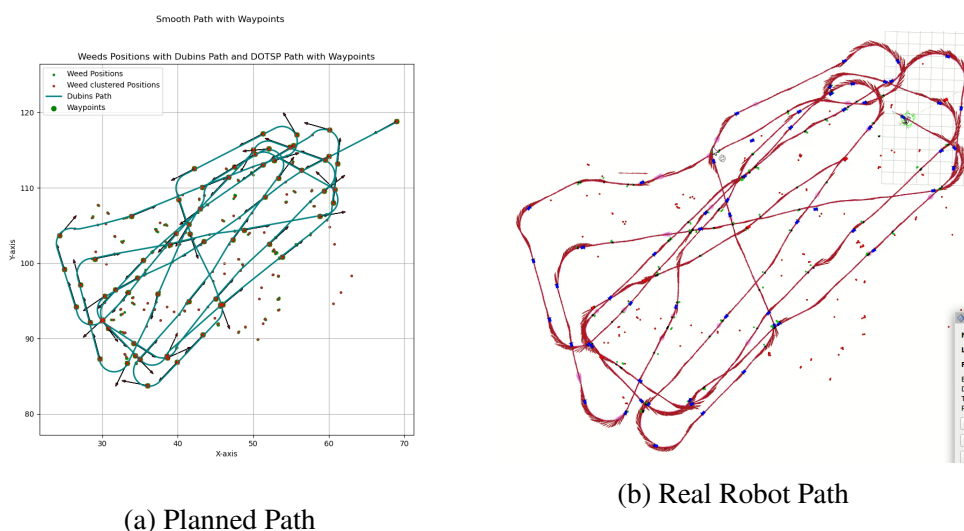 Smooth Path with Waypoints
Weeds Positions with Dubins Path and DOTSP Path with Waypoints
Weed Positions
Weed clustered Positions
Dubins Path
Waypoints
120
110
100
90
80
Y-axis
30
40
50
60
70
X-axis
(a) Planned Path
(b) Real Robot Path